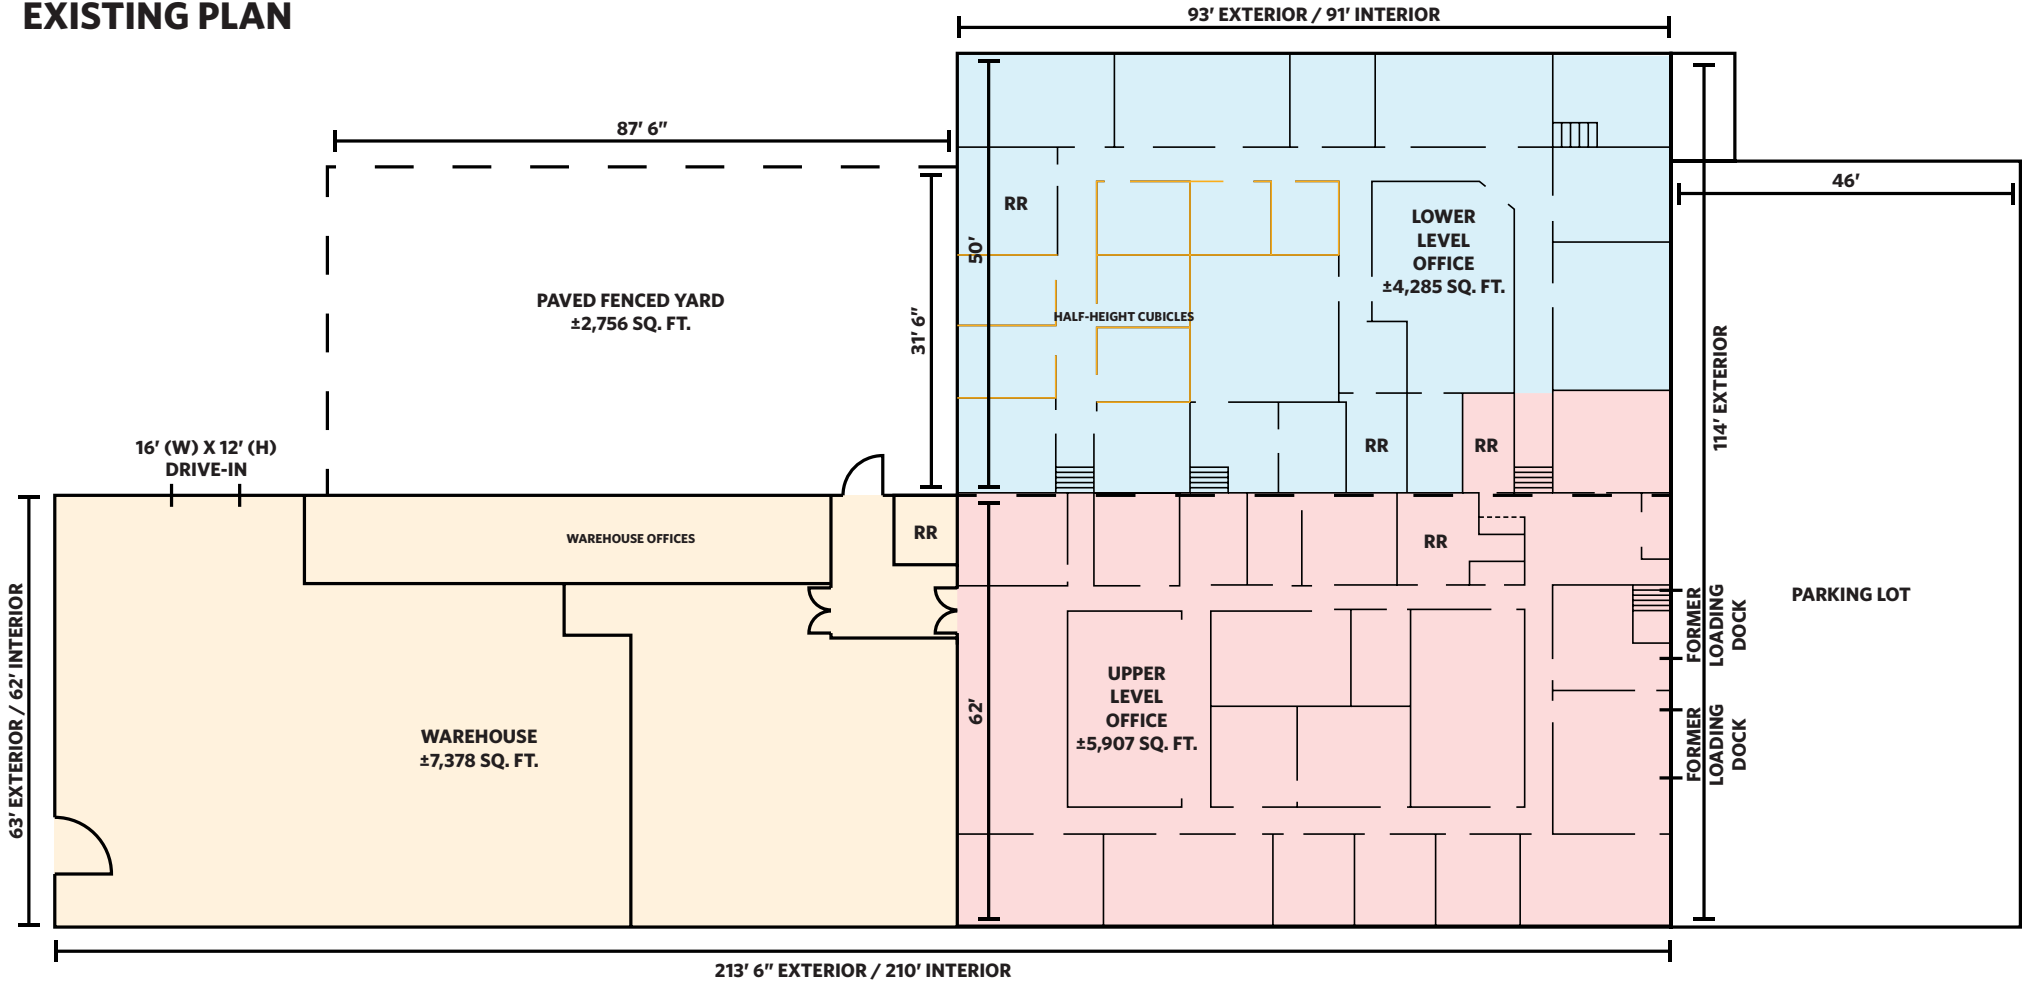 EXISTING PLAN
93' EXTERIOR / 91' INTERIOR
87' 6"
46'
RR
LOWER
LEVEL
OFFICE
±4,285 SQ. FT.
50'
PAVED FENCED YARD
±2,756 SQ. FT.
31' 6"
HALF-HEIGHT CUBICLES
114' EXTERIOR
16' (W) X 12' (H)
DRIVE-IN
RR
RR
WAREHOUSE OFFICES
RR
RR
PARKING LOT
FORMER
LOADING
DOCK
63' EXTERIOR / 62' INTERIOR
UPPER
LEVEL
OFFICE
±5,907 SQ. FT.
62'
WAREHOUSE
±7,378 SQ. FT.
FORMER
LOADING
DOCK
213' 6" EXTERIOR / 210' INTERIOR